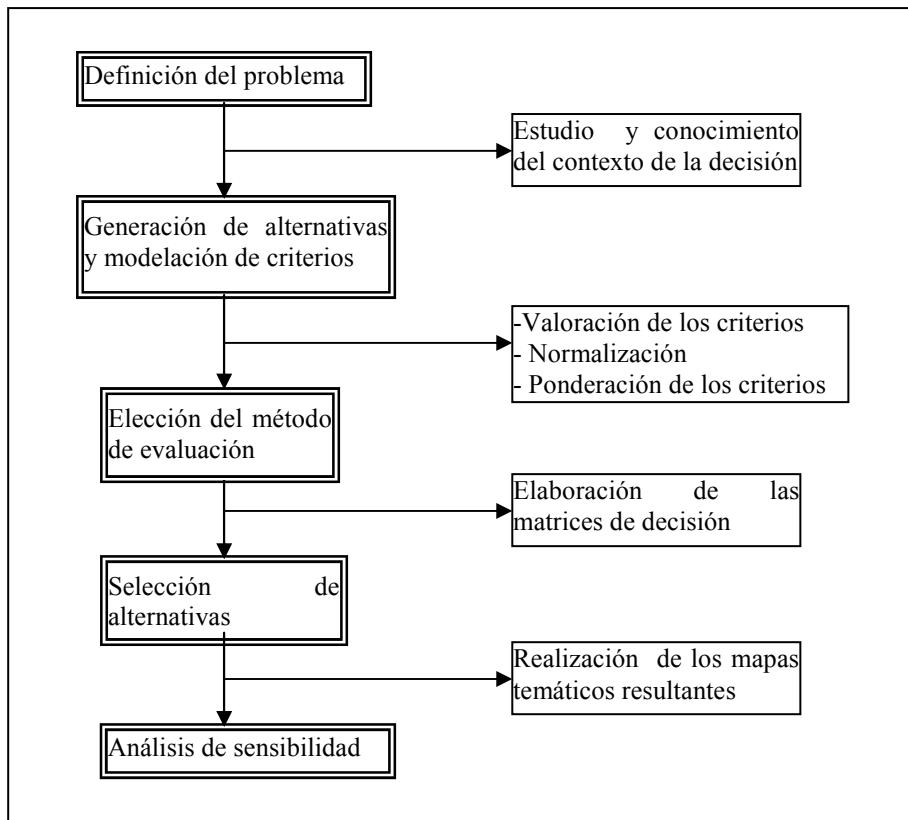 Definición del problema
Estudio y conocimiento
del contexto de la decisión
Generación de alternativas
y modelación de criterios
-Valoración de los criterios
- Normalización
- Ponderación de los criterios
Elección del método
de evaluación
Elaboración de las
matrices de decisión
Selección de
alternativas
Realización de los mapas
temáticos resultantes
Análisis de sensibilidad